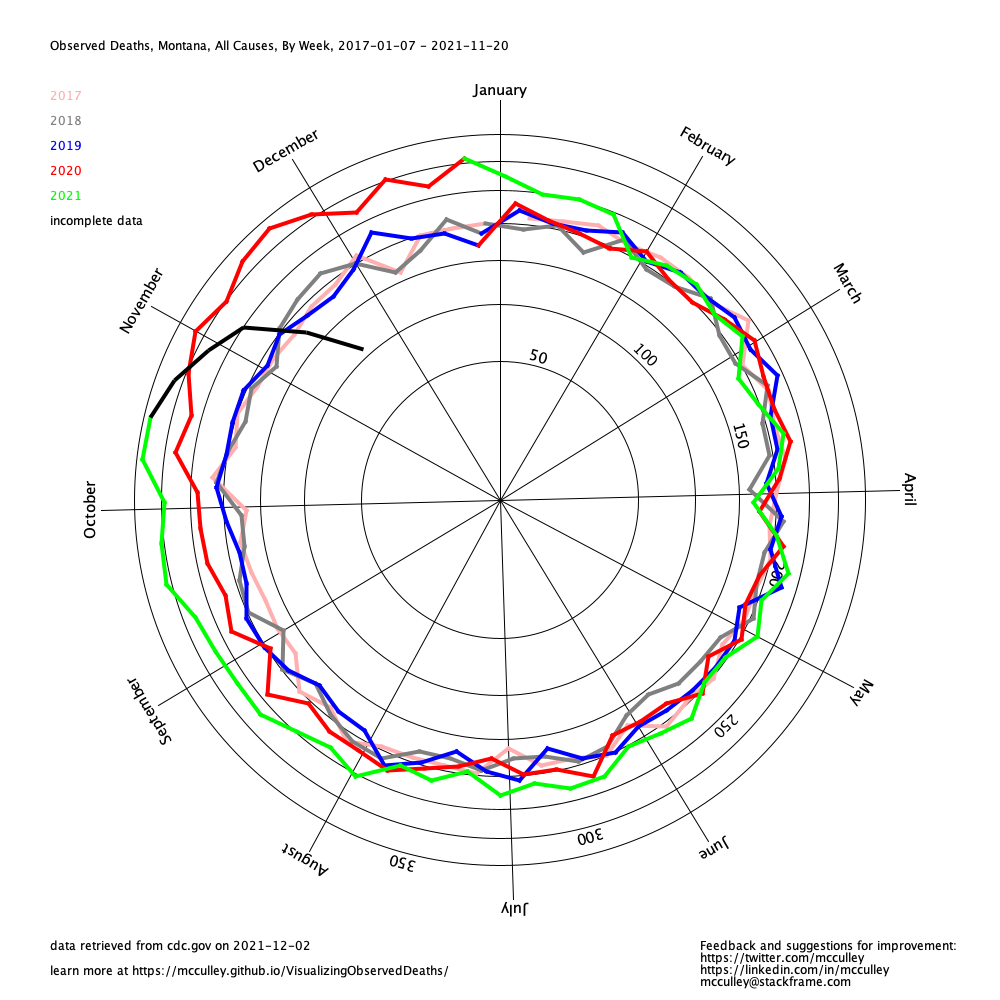 Observed Deaths, Montana, All Causes, By Week, 2017-01-07 - 2021-11-20
January
2017
2018
2019
2020
2021
incomplete data
December
February
November
March
50
100
150
October
April
200
September
May
250
300
350
August
June
July
data retrieved from cdc.gov on 2021-12-02
learn more at https://mcculley.github.io/VisualizingObservedDeaths/
Feedback and suggestions for improvement:
https://twitter.com/mcculley
https://linkedin.com/in/mcculley
mcculley@stackframe.com